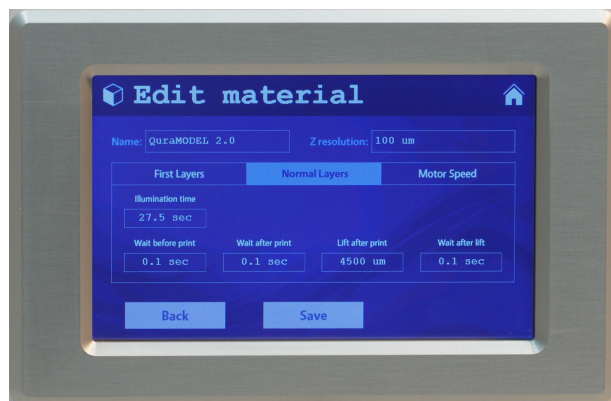 Edit material
Name: QuraMODEL 2.0 Z resolution: 100 um
First Layers Normal Layers Motor Speed
Illumination time
27.5 sec
Wait before print Wait after print Lift after print Wait after lift
0.1 sec 0.1 sec 4500 um 0.1 sec
Back Save